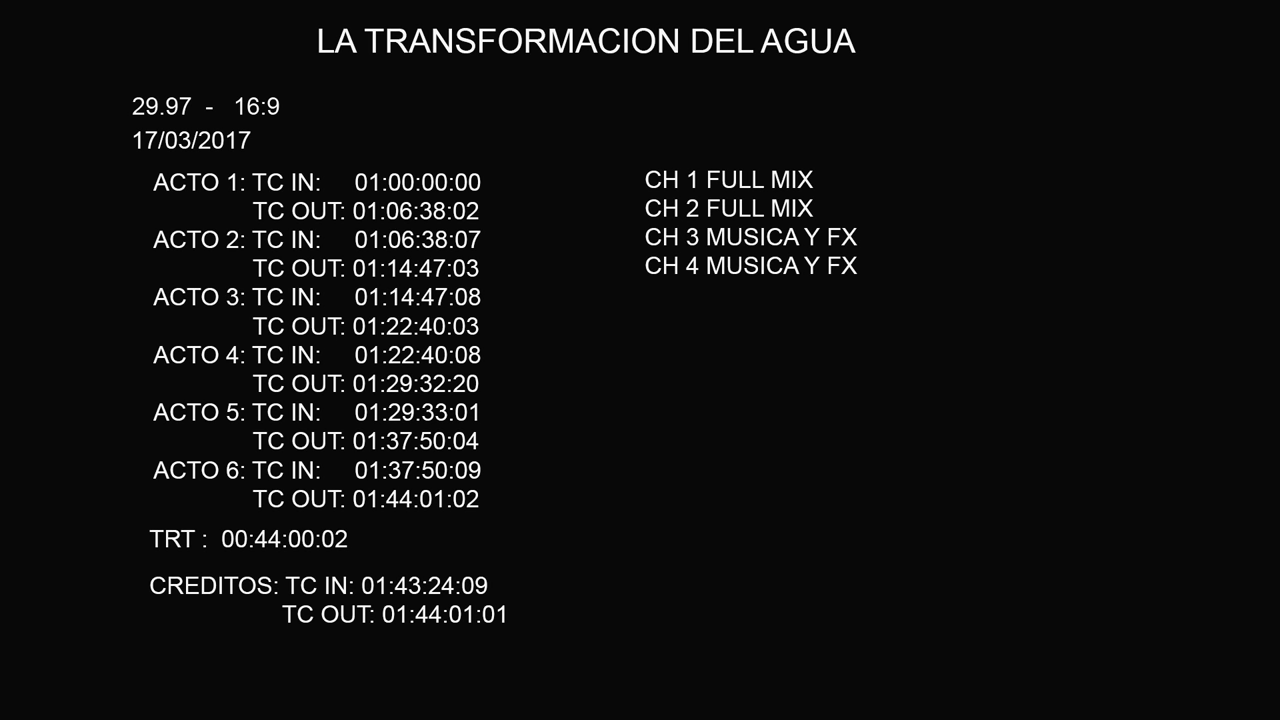 LA TRANSFORMACION DEL AGUA
29.97 - 16:9
17/03/2017
ACTO 1: TC IN: 01:00:00:00
TC OUT: 01:06:38:02
ACTO 2: TC IN: 01:06:38:07
TC OUT: 01:14:47:03
ACTO 3: TC IN: 01:14:47:08
TC OUT: 01:22:40:03
ACTO 4: TC IN: 01:22:40:08
TC OUT: 01:29:32:20
ACTO 5: TC IN: 01:29:33:01
TC OUT: 01:37:50:04
ACTO 6: TC IN: 01:37:50:09
TC OUT: 01:44:01:02
TRT : 00:44:00:02
CREDITOS: TC IN: 01:43:24:09
TC OUT: 01:44:01:01
CH 1 FULL MIX
CH 2 FULL MIX
CH 3 MUSICA Y FX
CH 4 MUSICA Y FX